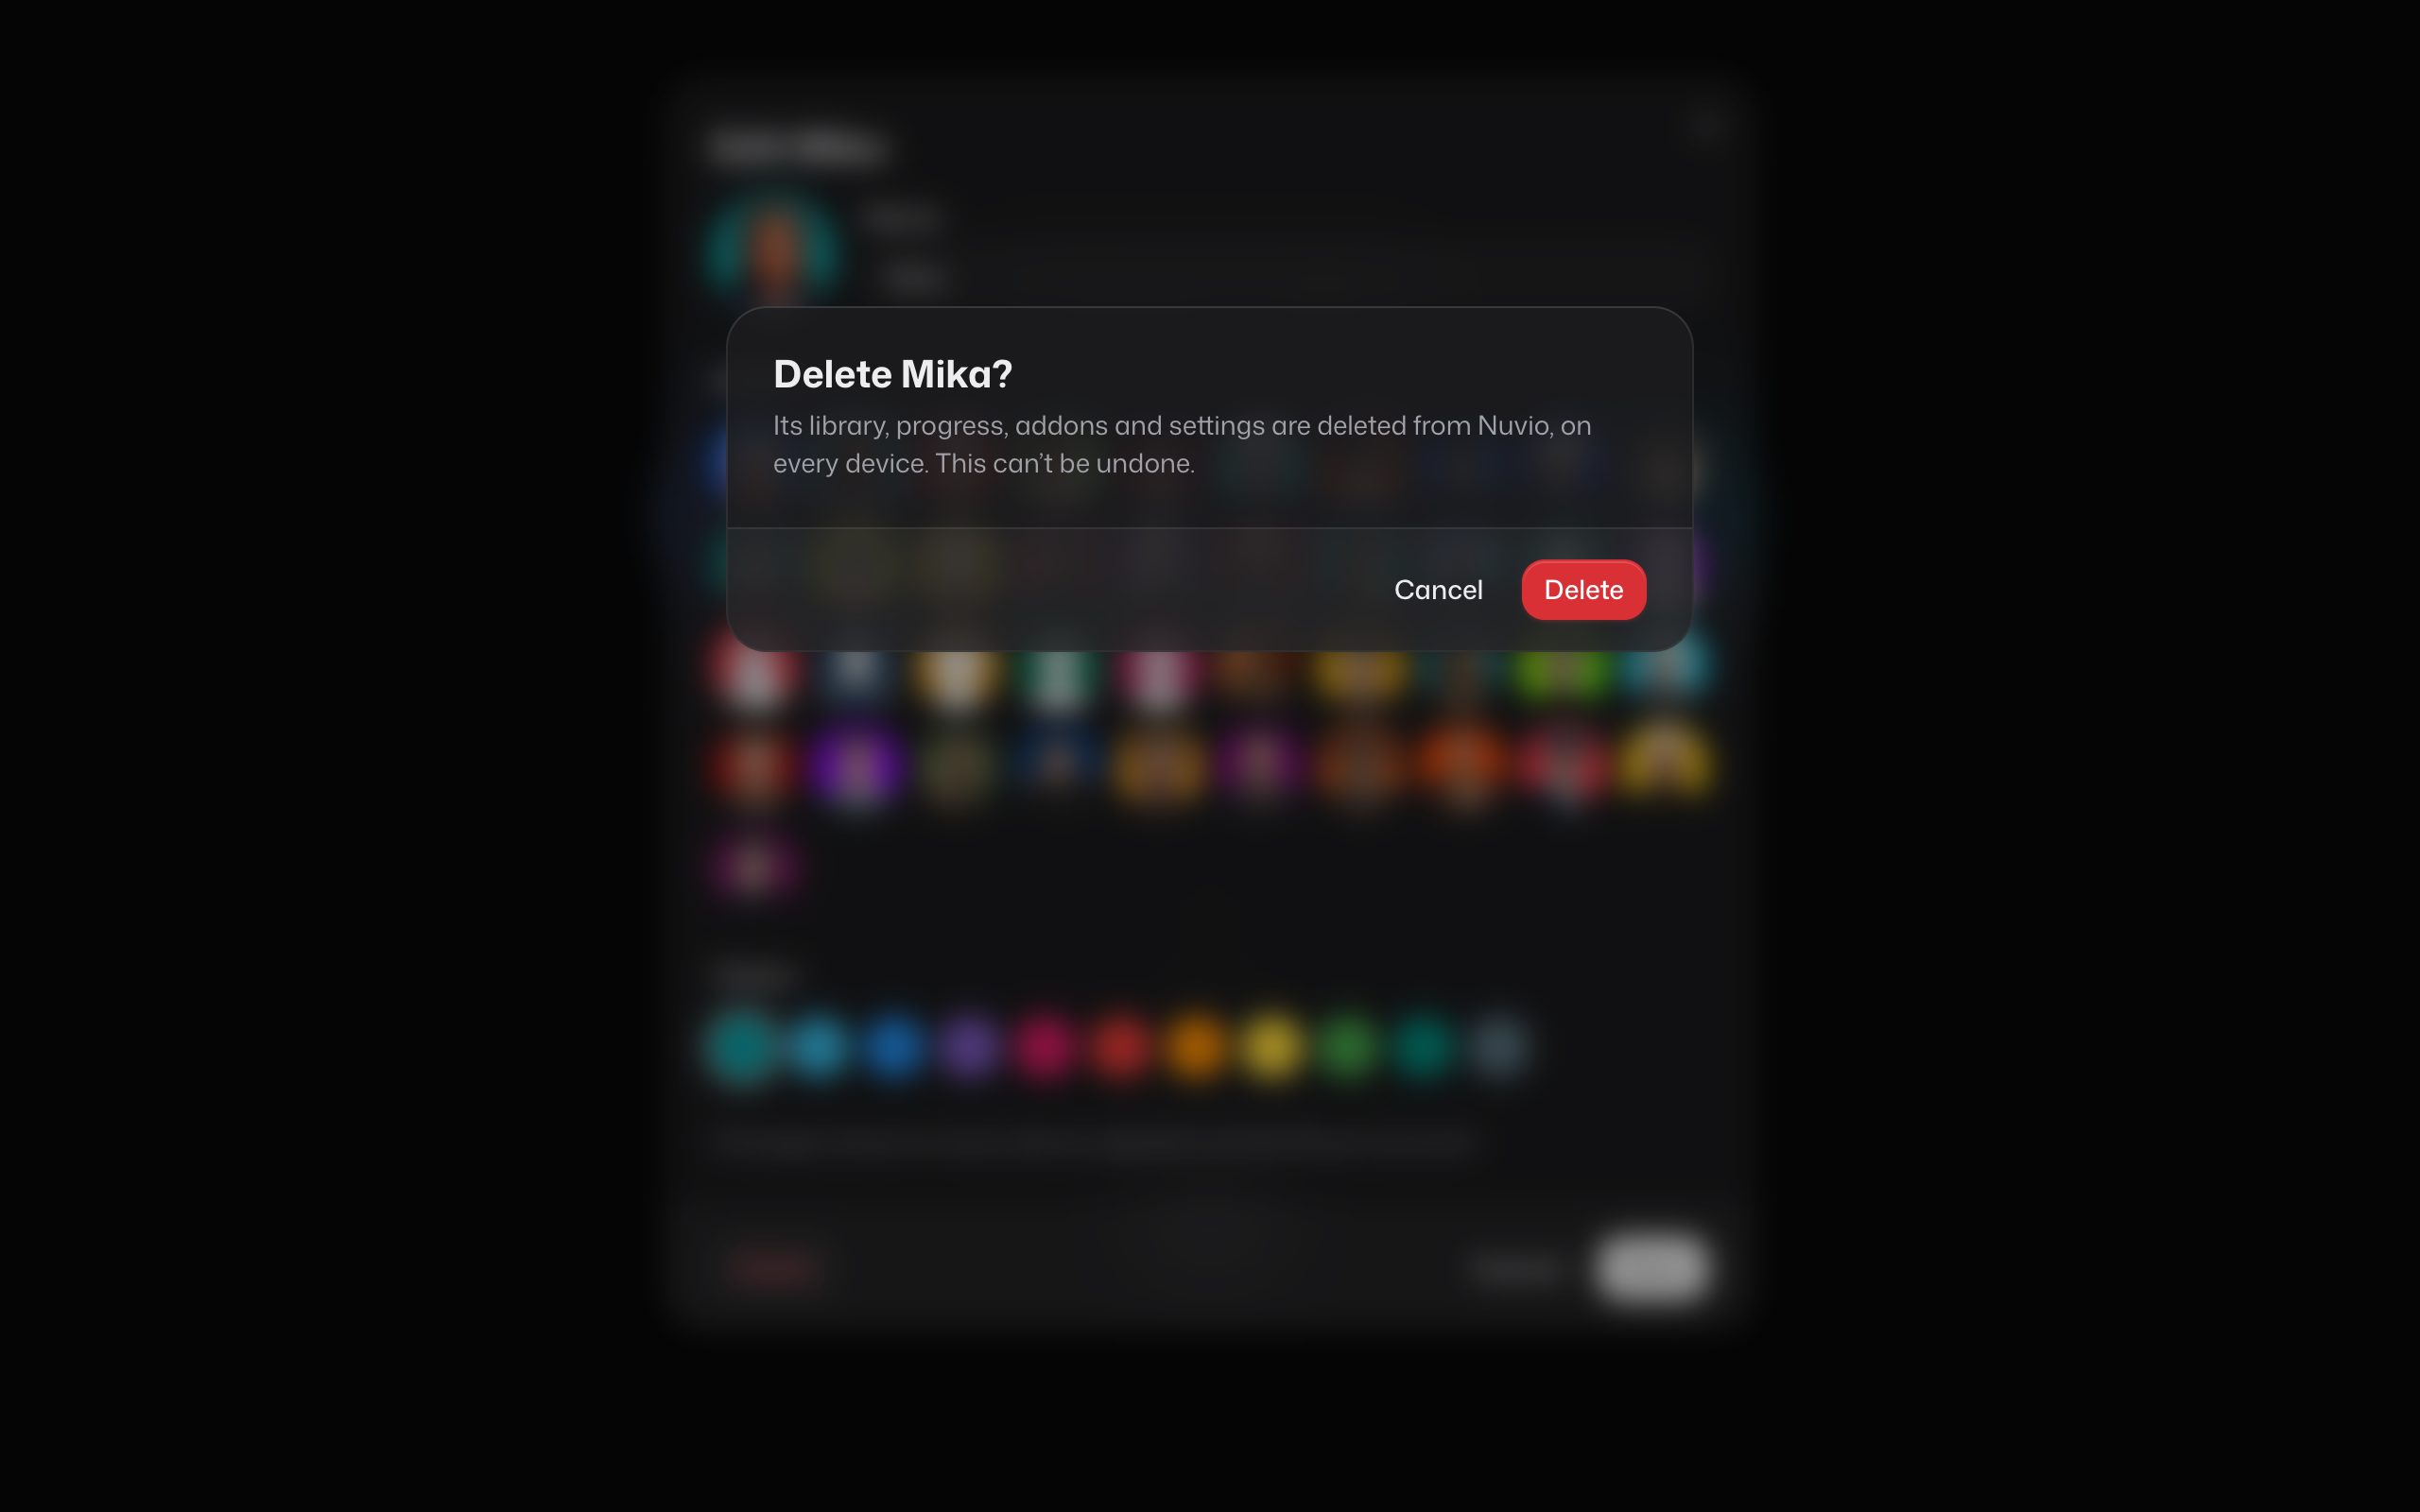 Delete Mika?
Its library, progress, addons and settings are deleted from Nuvio, on
every device. This can’t be undone.
Cancel
Delete